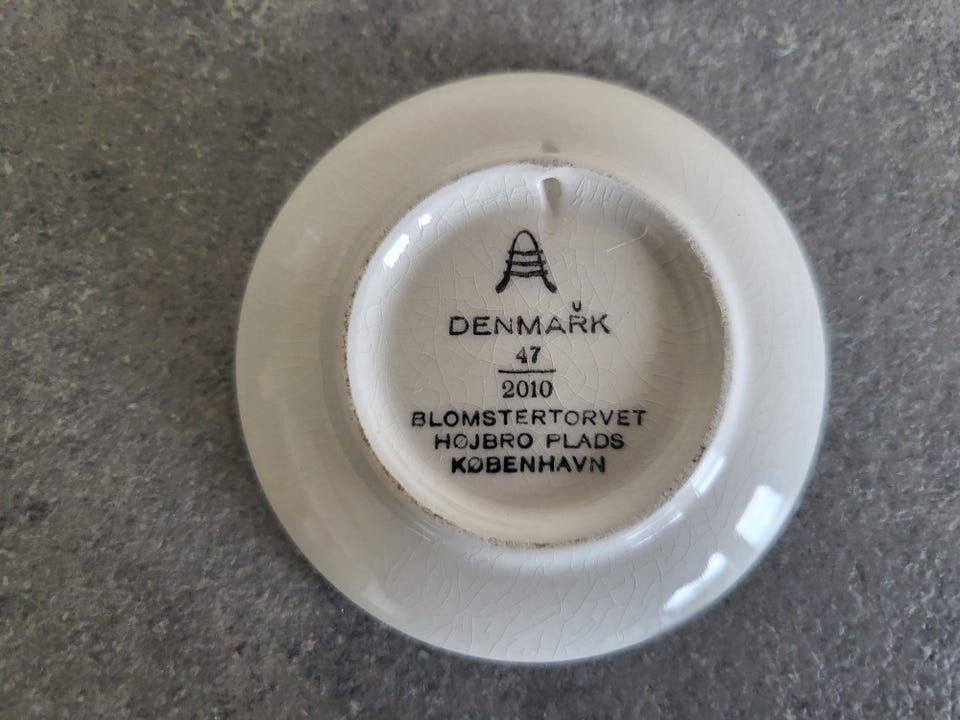 DENMARK
47
2010
BLOMSTERTORVET
HØJBRO PLADS
KØBENHAVN